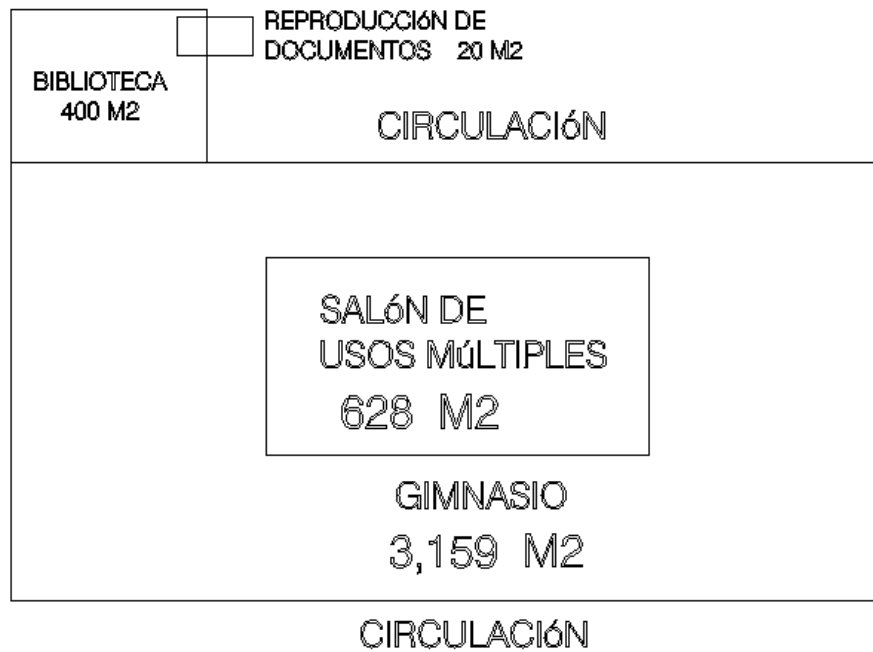 REPRODUCCIóN DE
DOCUMENTOS 20 M2
BIBLIOTECA
400 M2
CIRCULACIóN
SALóN DE
USOS MúLTIPLES
628 M2
GIMNASIO
3,159 M2
CIRCULACIóN